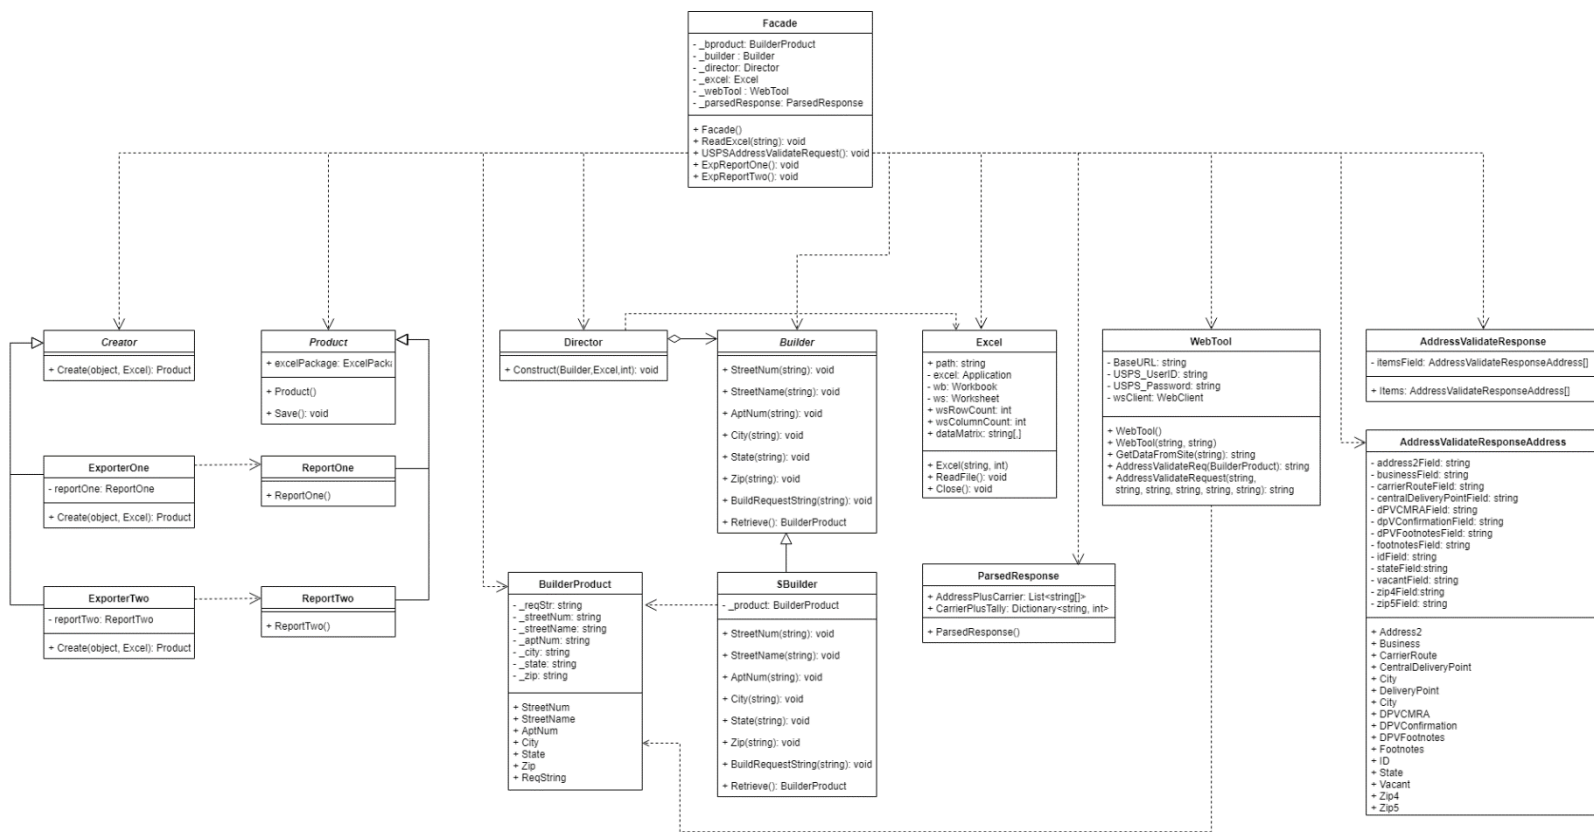 Facade
- _bproduct: BuilderProduct
- _builder : Builder
- _director: Director
- _excel: Excel
- _webTool : WebTool
- _parsedResponse: ParsedResponse
+ Facade()
+ ReadExcel(string): void
+ USPSAddressValidateRequest(): void
+ ExpReportOne(): void
+ ExpReportTwo(): void
Creator
+ Create(object, Excel): Product
Product
+ excelPackage: ExcelPacka
+ Product()
+ Save(): void
ExporterOne
- reportOne: ReportOne
+ Create(object, Excel): Product
ReportOne
+ ReportOne()
ExporterTwo
- reportTwo: ReportTwo
+ Create(object, Excel): Product
ReportTwo
+ ReportTwo()
Director
+ Construct(Builder,Excel,int): void
Builder
+ StreetNum(string): void
+ StreetName(string): void
+ AptNum(string): void
+ City(string): void
+ State(string): void
+ Zip(string): void
+ BuildRequestString(string): void
+ Retrieve(): BuilderProduct
BuilderProduct
- _reqStr: string
- _streetNum: string
- _streetName: string
- _aptNum: string
- _city: string
- _state: string
- _zip: string
+ StreetNum
+ StreetName
+ AptNum
+ City
+ State
+ Zip
+ ReqString
SBuilder
- _product: BuilderProduct
+ StreetNum(string): void
+ StreetName(string): void
+ AptNum(string): void
+ City(string): void
+ State(string): void
+ Zip(string): void
+ BuildRequestString(string): void
+ Retrieve(): BuilderProduct
Excel
+ path: string
- excel: Application
- wb: Workbook
- ws: Worksheet
+ wsRowCount: int
+ wsColumnCount: int
+ dataMatrix: string[,]
+ Excel(string, int)
+ ReadFile(): void
+ Close(): void
ParsedResponse
+ AddressPlusCarrier: List<string[]>
+ CarrierPlusTally: Dictionary<string, int>
+ ParsedResponse()
WebTool
- BaseURL: string
- USPS_UserID: string
- USPS_Password: string
- wsClient: WebClient
+ WebTool()
+ WebTool(string, string)
+ GetDataFromSite(string): string
+ AddressValidateReq(BuilderProduct): string
+ AddressValidateRequest(string,
string, string, string, string, string): string
AddressValidateResponse
- itemsField: AddressValidateResponseAddress[]
+ Items: AddressValidateResponseAddress[]
AddressValidateResponseAddress
- address2Field: string
- businessField: string
- carrierRouteField: string
- centralDeliveryPointField: string
- dPVCMRAField: string
- dpVConfirmationField: string
- dPVFootnotesField: string
- footnotesField: string
- idField: string
- stateField:string
- vacantField: string
- zip4Field:string
- zip5Field: string
+ Address2
+ Business
+ CarrierRoute
+ CentralDeliveryPoint
+ City
+ DeliveryPoint
+ City
+ DPVCMRA
+ DPVConfirmation
+ DPVFootnotes
+ Footnotes
+ ID
+ State
+ Vacant
+ Zip4
+ Zip5